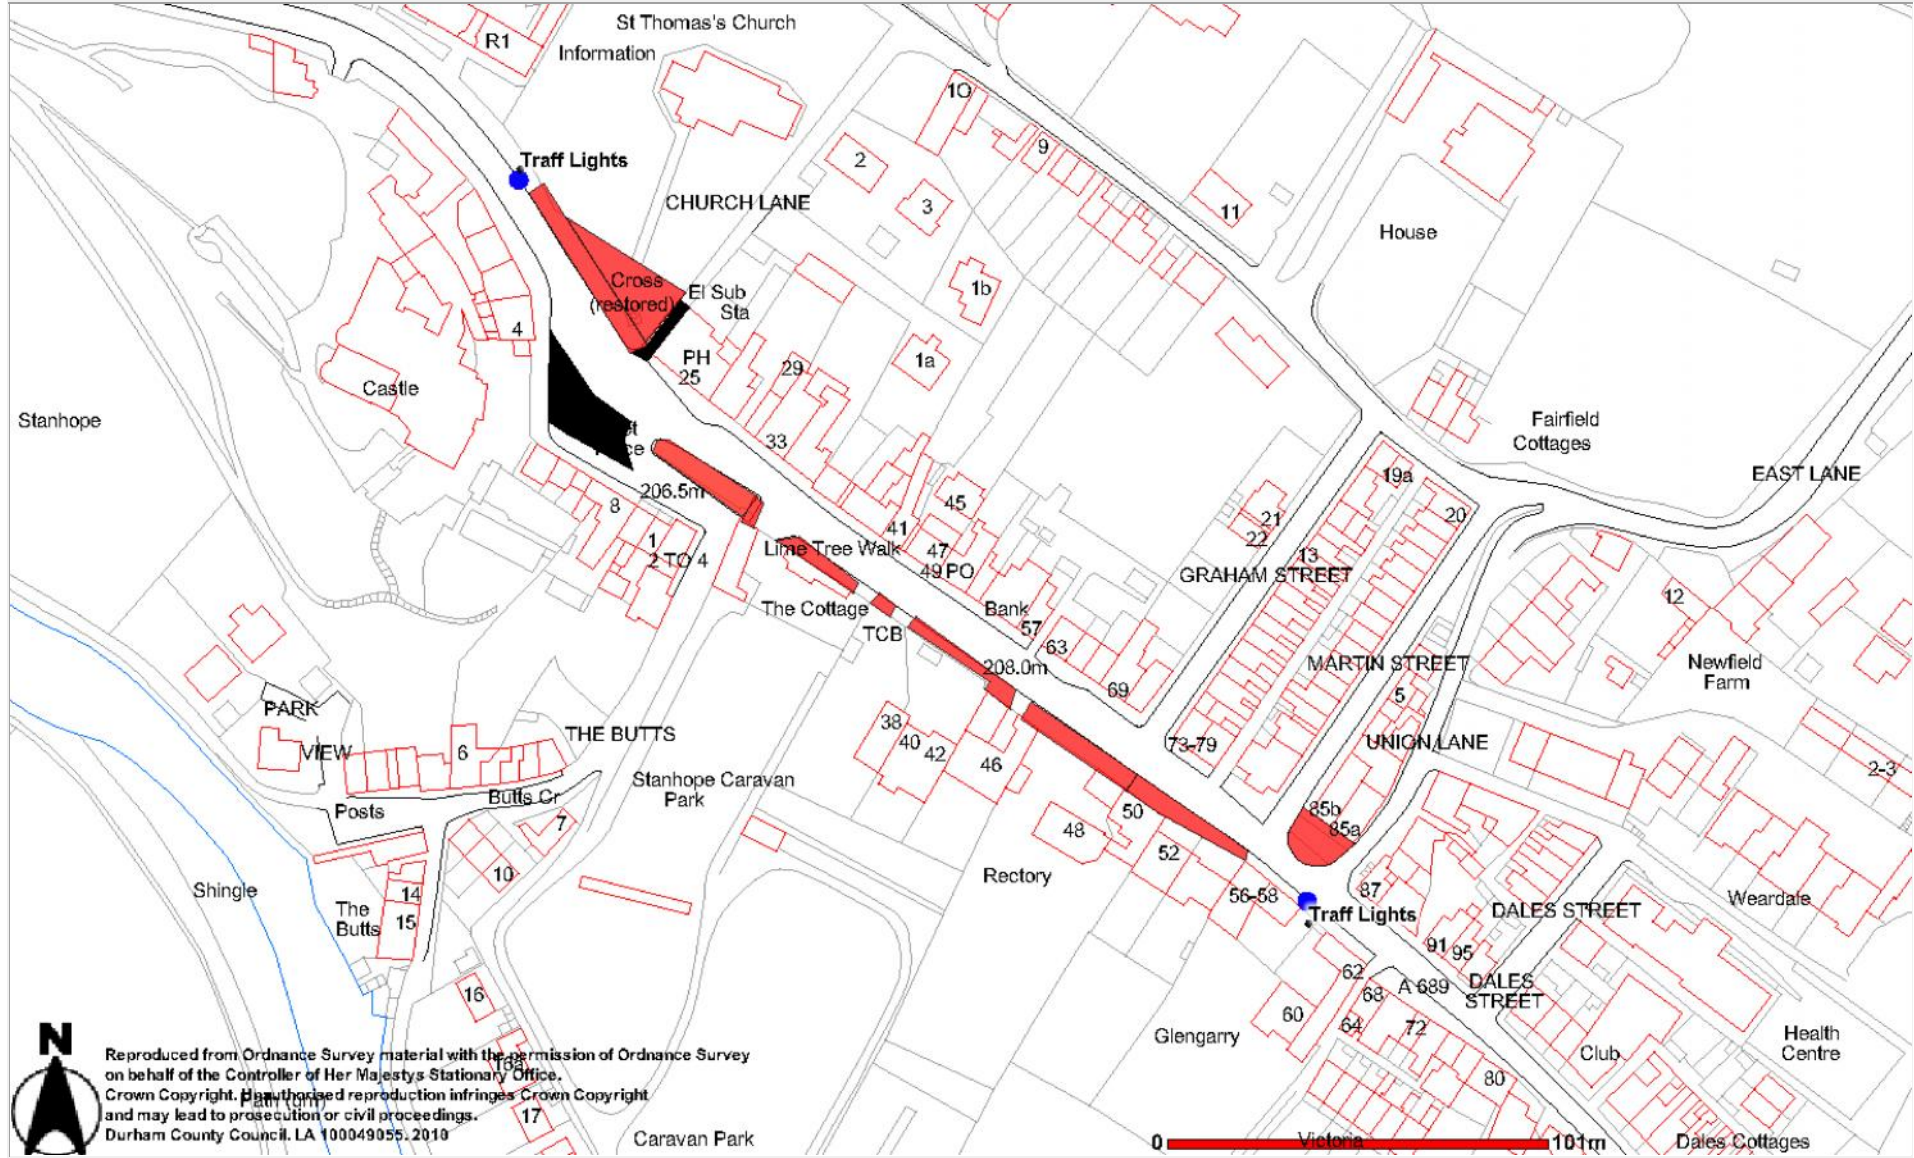 St Thomas's Church
R1
Information
10
Traff Lights
2
9
CHURCH LANE
3
11
House
Cross
(restored)
El Sub
Sta
1b
4
PH
25
29
1a
Castle
Stanhope
Fairfield
Cottages
33
19a
EAST LANE
206.5m
8
45
20
21
22
41
1
2 TO 4
Lime Tree Walk
47
49 PO
13
GRAHAM STREET
12
The Cottage
Bank
TCB
57
63
208.0m
MARTIN STREET
Newfield
Farm
69
5
PARK
VIEW
THE BUTTS
38
40
42
46
73-79
UNION LANE
6
2-3
Stanhope Caravan
Park
Butts Cr
Posts
7
50
85b
85a
48
52
10
Rectory
Shingle
14
15
The
Butts
56-58
87
Traff Lights
DALES STREET
Weardale
91
95
62
68
A 689
DALES
STREET
16
60
64
72
Glengarry
Health
Centre
Club
80
N
Reproduced from Ordnance Survey material with the permission of Ordnance Survey
on behalf of the Controller of Her Majestys Stationary Office.
16a
Crown Copyright. Unauthorised reproduction infringes Crown Copyright
and may lead to prosecution or civil proceedings.
17
Durham County Council. LA 100049055. 2010
Caravan Park
0
Victoria
101m
Dales Cottages